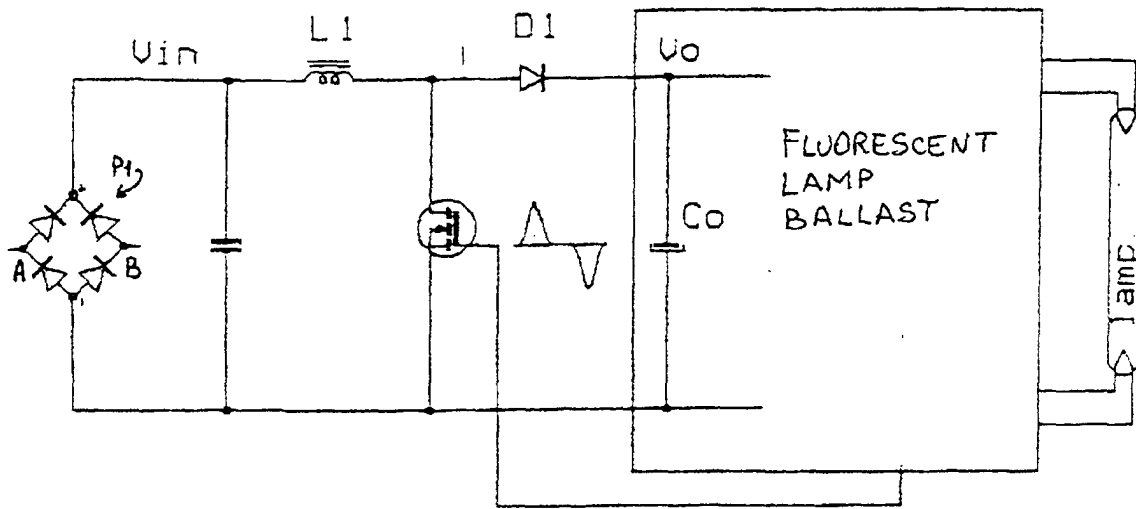 Vin
L1
D1
Vo
P1
+
A
B
Co
FLUORESCENT
LAMP
BALLAST
lamp